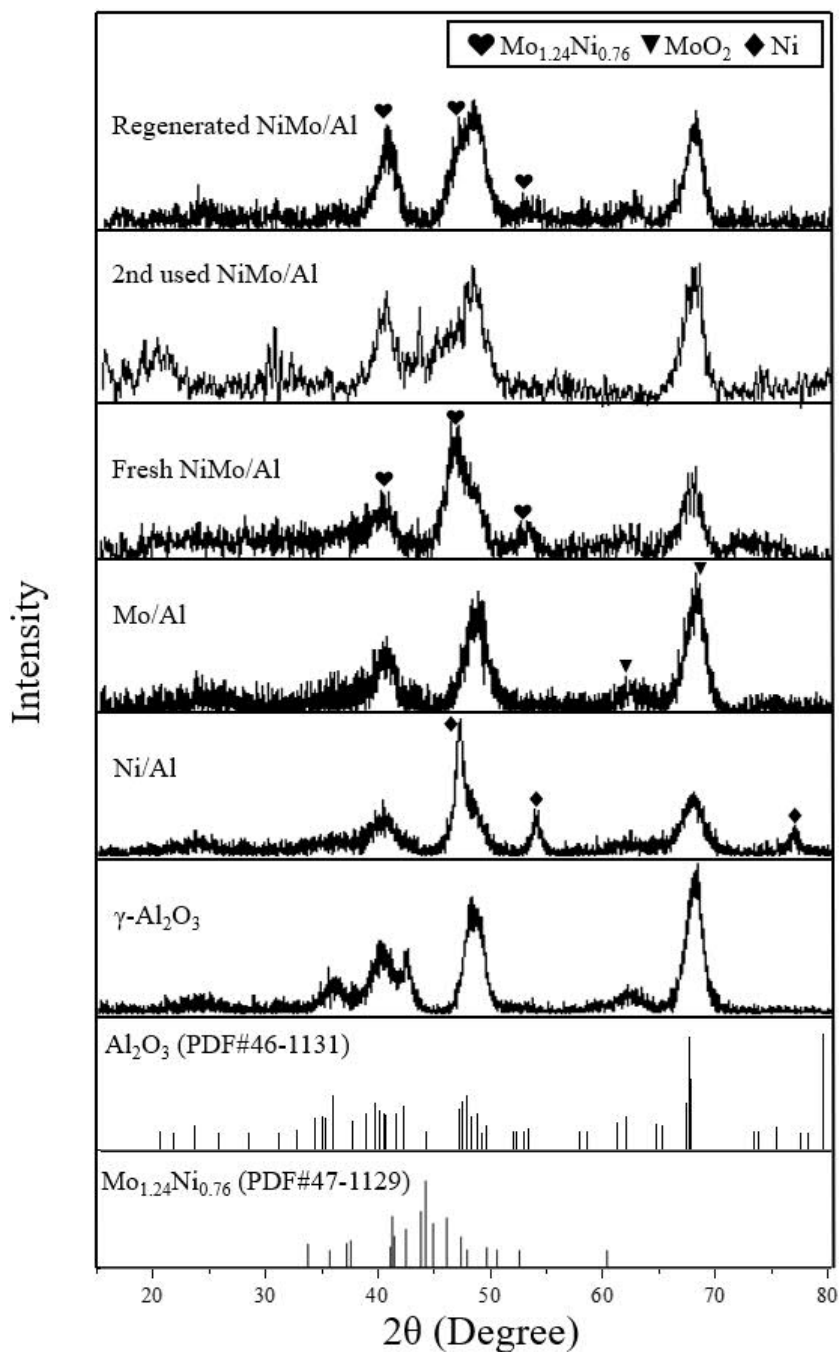 Mo₁.₂₄Ni₀.₇₆ MoO₂ Ni
Regenerated NiMo/Al
2nd used NiMo/Al
Fresh NiMo/Al
Mo/Al
Ni/Al
γ-Al₂O₃
Al₂O₃ (PDF#46-1131)
Mo₁.₂₄Ni₀.₇₆ (PDF#47-1129)
Intensity
20 30 40 50 60 70 80
2θ (Degree)